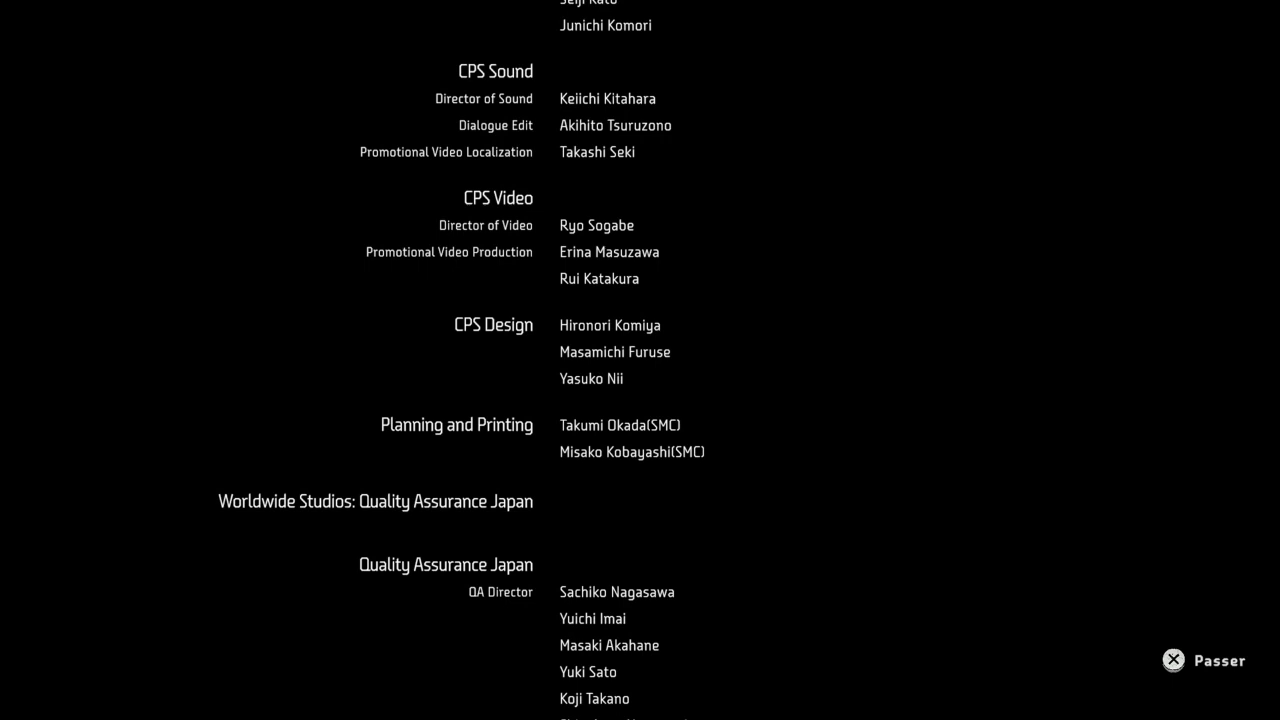 Seiji Kato
Junichi Komori
CPS Sound
Director of Sound Keiichi Kitahara
Dialogue Edit Akihito Tsuruzono
Promotional Video Localization Takashi Seki
CPS Video
Director of Video Ryo Sogabe
Promotional Video Production Erina Masuzawa
Rui Katakura
CPS Design Hironori Komiya
Masamichi Furuse
Yasuko Nii
Planning and Printing Takumi Okada(SMC)
Misako Kobayashi(SMC)
Worldwide Studios: Quality Assurance Japan
Quality Assurance Japan
QA Director Sachiko Nagasawa
Yuichi Imai
Masaki Akahane
Yuki Sato
Passer
Koji Takano